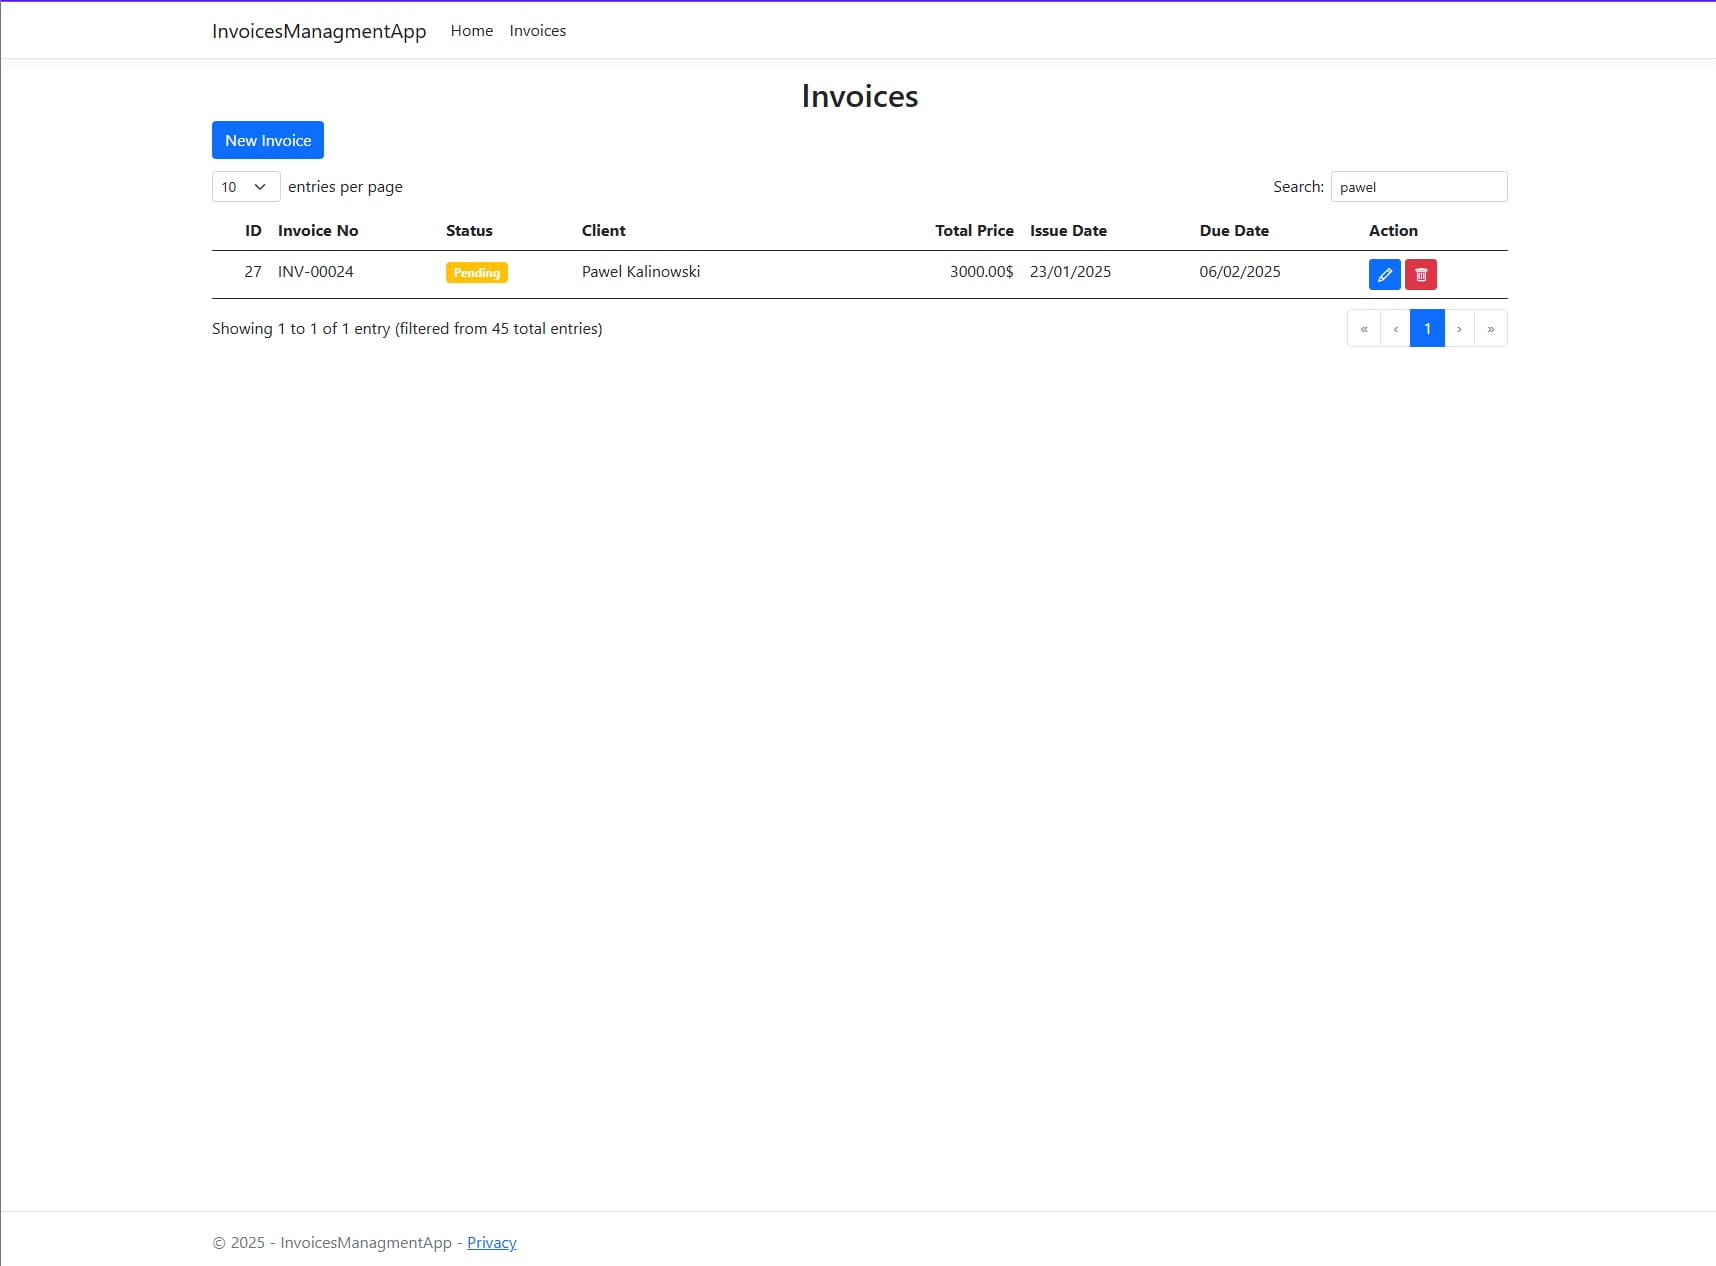 InvoicesManagmentApp Home Invoices
Invoices
New Invoice
10 entries per page Search: pawel
ID Invoice No Status Client Total Price Issue Date Due Date Action
27 INV-00024 Pending Pawel Kalinowski 3000.00$ 23/01/2025 06/02/2025
Showing 1 to 1 of 1 entry (filtered from 45 total entries) « ‹ 1 › »
© 2025 - InvoicesManagmentApp - Privacy